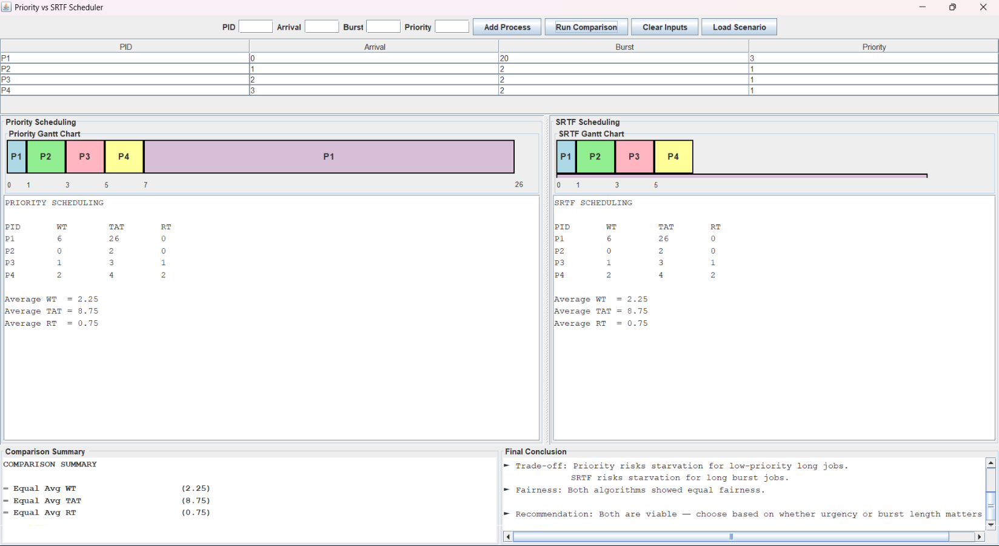 Priority vs SRTF Scheduler
PID Arrival Burst Priority Add Process Run Comparison Clear Inputs Load Scenario
PID Arrival Burst Priority
P1 0 20 3
P2 1 2 1
P3 2 2 1
P4 3 2 1
Priority Scheduling
Priority Gantt Chart
P1 P2 P3 P4 P1
0 1 3 5 7 26
PRIORITY SCHEDULING
PID WT TAT RT
P1 6 26 0
P2 0 2 0
P3 1 3 1
P4 2 4 2
Average WT = 2.25
Average TAT = 8.75
Average RT = 0.75
SRTF Scheduling
SRTF Gantt Chart
P1 P2 P3 P4
0 1 3 5
SRTF SCHEDULING
PID WT TAT RT
P1 6 26 0
P2 0 2 0
P3 1 3 1
P4 2 4 2
Average WT = 2.25
Average TAT = 8.75
Average RT = 0.75
Comparison Summary
COMPARISON SUMMARY
= Equal Avg WT (2.25)
= Equal Avg TAT (8.75)
= Equal Avg RT (0.75)
Final Conclusion
► Trade-off: Priority risks starvation for low-priority long jobs.
SRTF risks starvation for long burst jobs.
► Fairness: Both algorithms showed equal fairness.
► Recommendation: Both are viable — choose based on whether urgency or burst length matters